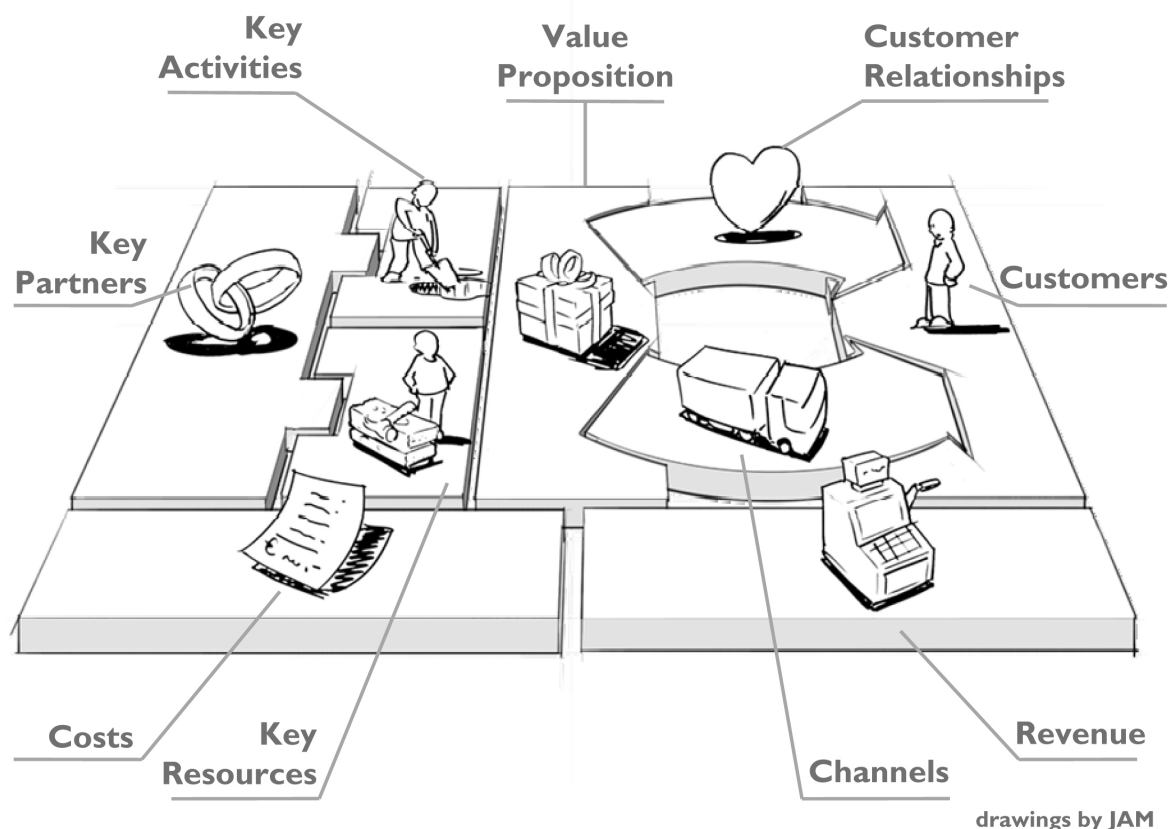 Key
Activities
Value
Proposition
Customer
Relationships
Key
Partners
Customers
€
Costs
Key
Resources
Channels
Revenue
drawings by JAM